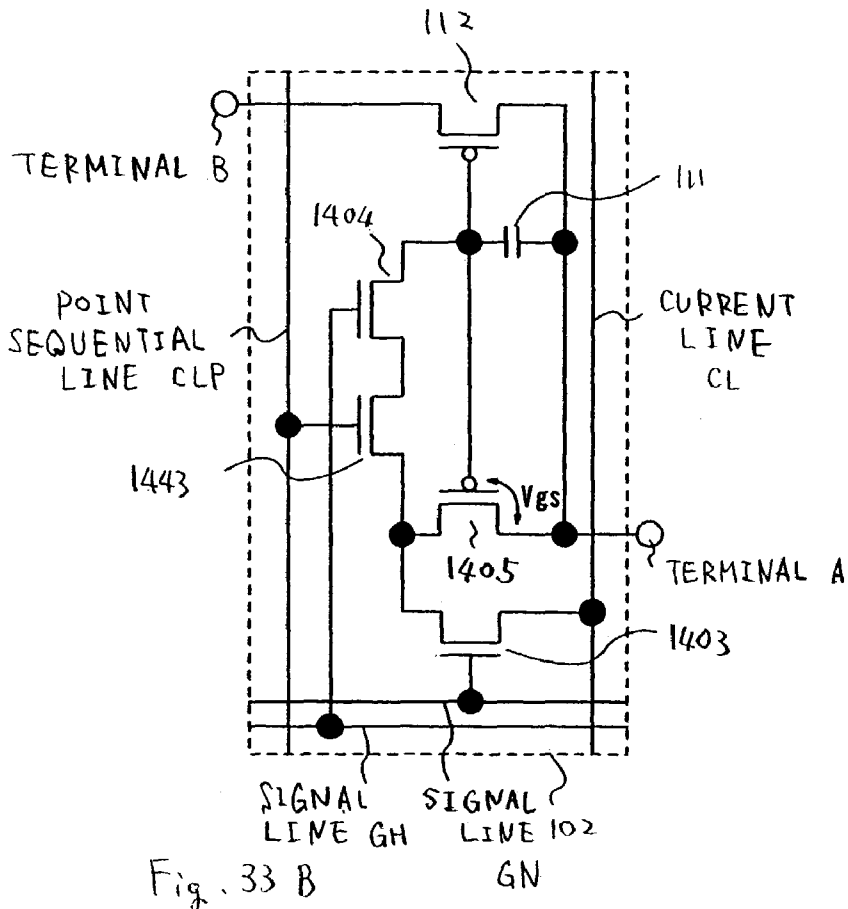 112
TERMINAL B
111
1404
POINT
SEQUENTIAL
LINE CLP
CURRENT
LINE
CL
1443
Vgs
1405
TERMINAL A
1403
SIGNAL
LINE GH
SIGNAL
LINE
GN
102
Fig. 33 B